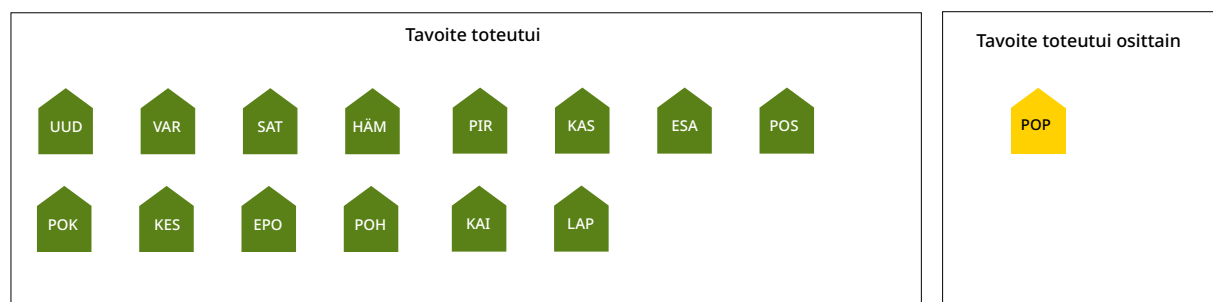 Tavoite toteutui
UUD VAR SAT HÄM PIR KAS ESA POS
POK KES EPO POH KAI LAP
Tavoite toteutui osittain
POP